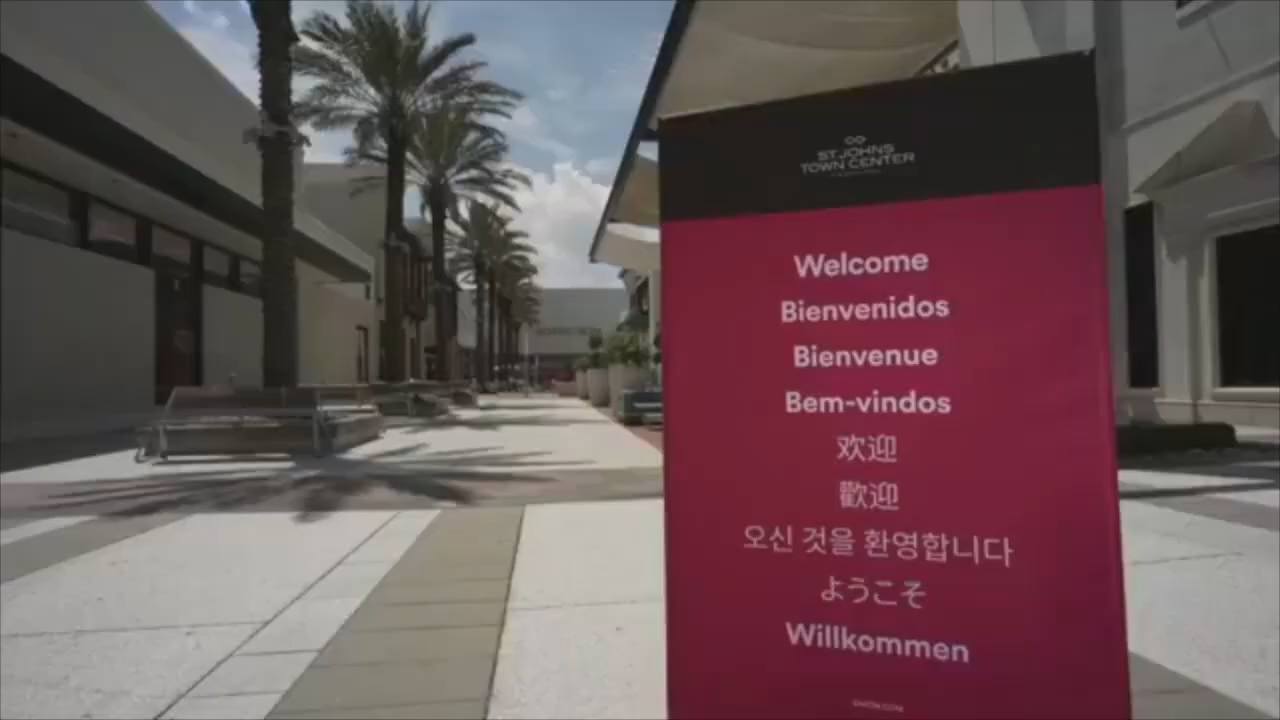 ST JOHNS
TOWN CENTER
Welcome
Bienvenidos
Bienvenue
Bem-vindos
欢迎
歡迎
오신 것을 환영합니다
ようこそ
Willkommen